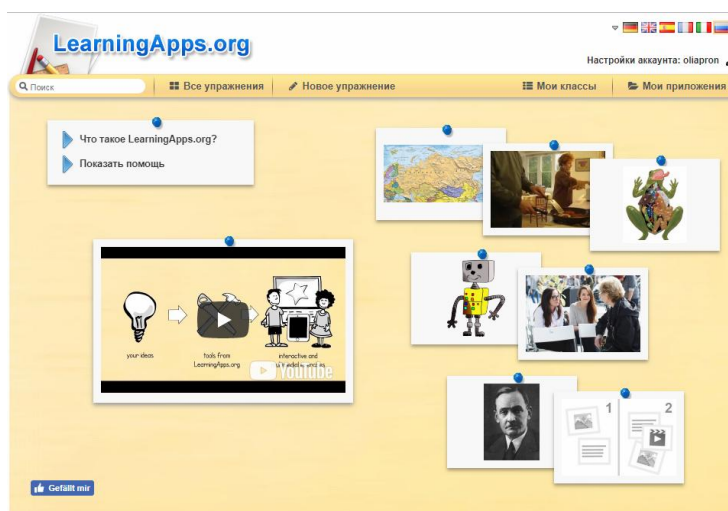 LearningApps.org
Настройки аккаунта: oliapron
Поиск
Все упражнения
Новое упражнение
Мои классы
Мои приложения
Что такое LearningApps.org?
Показать помощь
your ideas
tools from
LearningApps.org
interactive and
YouTube
1
2
Gefällt mir